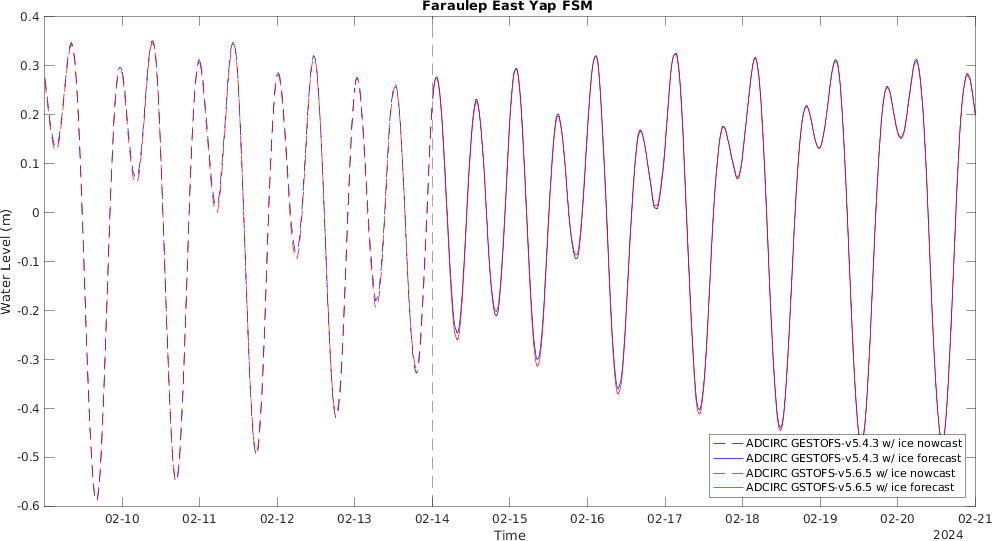 Faraulep East Yap FSM
0.4
0.3
0.2
0.1
0
-0.1
-0.2
-0.3
-0.4
-0.5
-0.6
Water Level (m)
ADCIRC GESTOFS-v5.4.3 w/ ice nowcast
ADCIRC GESTOFS-v5.4.3 w/ ice forecast
ADCIRC GSTOFS-v5.6.5 w/ ice nowcast
ADCIRC GSTOFS-v5.6.5 w/ ice forecast
02-10 02-11 02-12 02-13 02-14 02-15 02-16 02-17 02-18 02-19 02-20 02-21
Time
2024